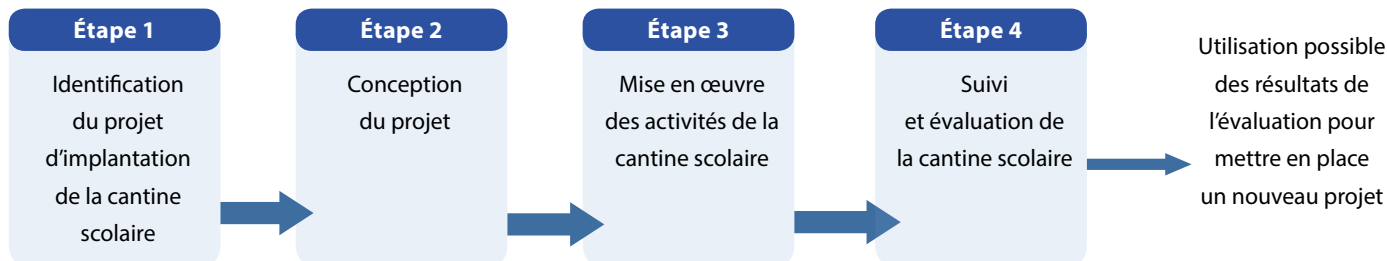 Étape 1
Identification
du projet
d'implantation
de la cantine
scolaire
Étape 2
Conception
du projet
Étape 3
Mise en œuvre
des activités de la
cantine scolaire
Étape 4
Suivi
et évaluation de
la cantine scolaire
Utilisation possible
des résultats de
l'évaluation pour
mettre en place
un nouveau projet